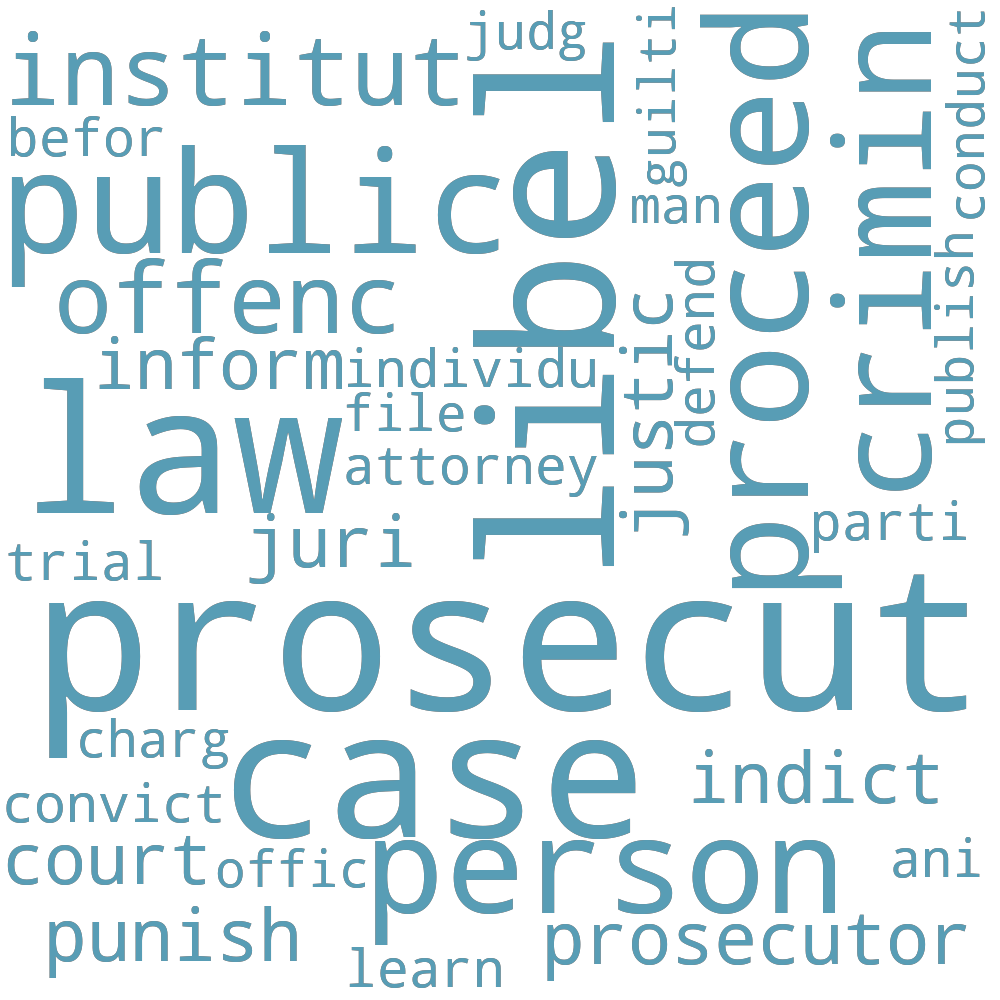 judg
institut
libel
guilti
proceed
crimin
conduct
befor
public
man
offenc
publish
defend
justic
inform
individu
law
file
attorney
juri
parti
trial
prosecut
charg
case
indict
convict
court
offic
person
ani
punish
prosecutor
learn